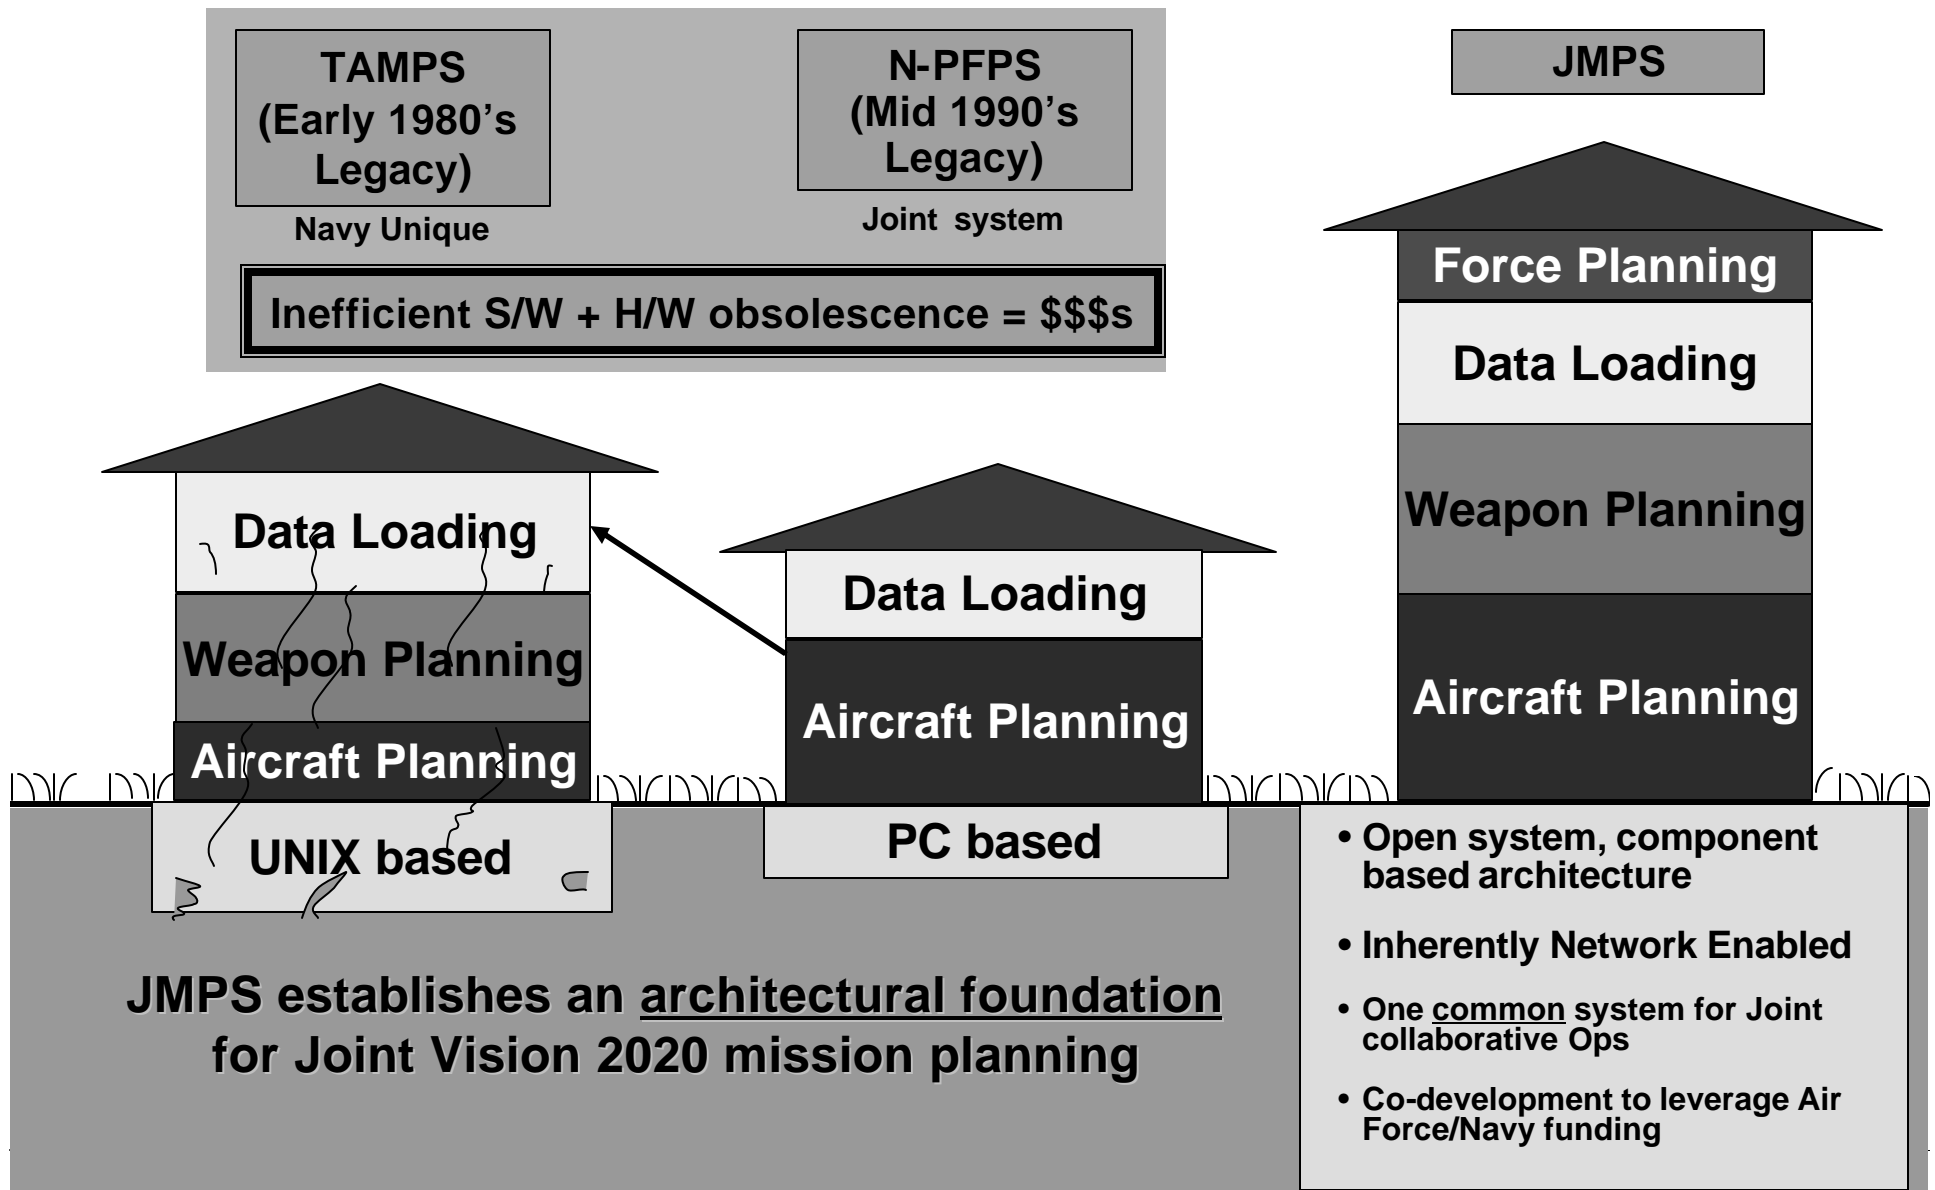 TAMPS
(Early 1980’s
Legacy)
Navy Unique
N-PFPS
(Mid 1990’s
Legacy)
Joint system
Inefficient S/W + H/W obsolescence = $$$s
JMPS
Data Loading
Weapon Planning
Aircraft Planning
UNIX based
Data Loading
Aircraft Planning
PC based
Force Planning
Data Loading
Weapon Planning
Aircraft Planning
• Open system, component
based architecture
• Inherently Network Enabled
• One common system for Joint
collaborative Ops
• Co-development to leverage Air
Force/Navy funding
JMPS establishes an architectural foundation
for Joint Vision 2020 mission planning